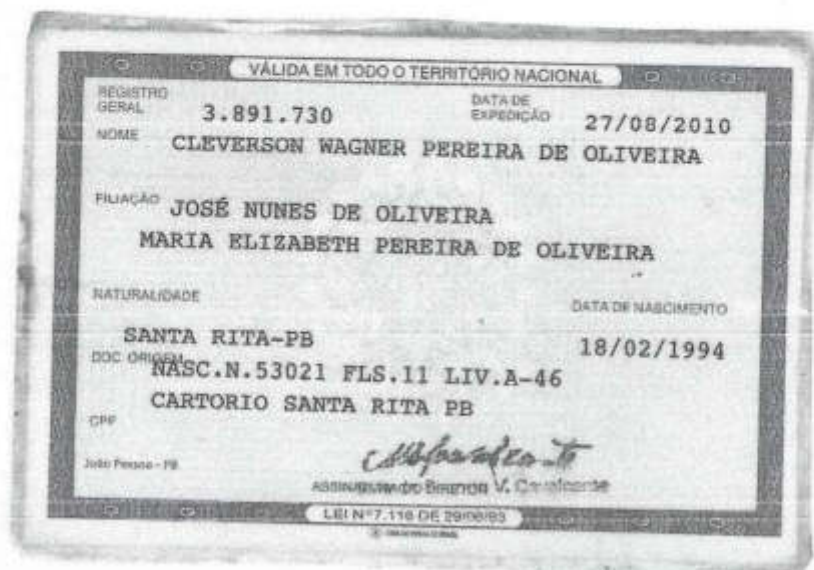 VÁLIDA EM TODO O TERRITÓRIO NACIONAL
REGISTRO GERAL 3.891.730 DATA DE EXPEDIÇÃO 27/08/2010
NOME CLEVERSON WAGNER PEREIRA DE OLIVEIRA
FILIAÇÃO JOSÉ NUNES DE OLIVEIRA
MARIA ELIZABETH PEREIRA DE OLIVEIRA
NATURALIDADE DATA DE NASCIMENTO
SANTA RITA-PB 18/02/1994
DOC ORIGEM NASC.N.53021 FLS.11 LIV.A-46
CARTORIO SANTA RITA PB
CPF
João Pessoa - PB
V. Cavalcante
LEI Nº 7.116 DE 29/08/83